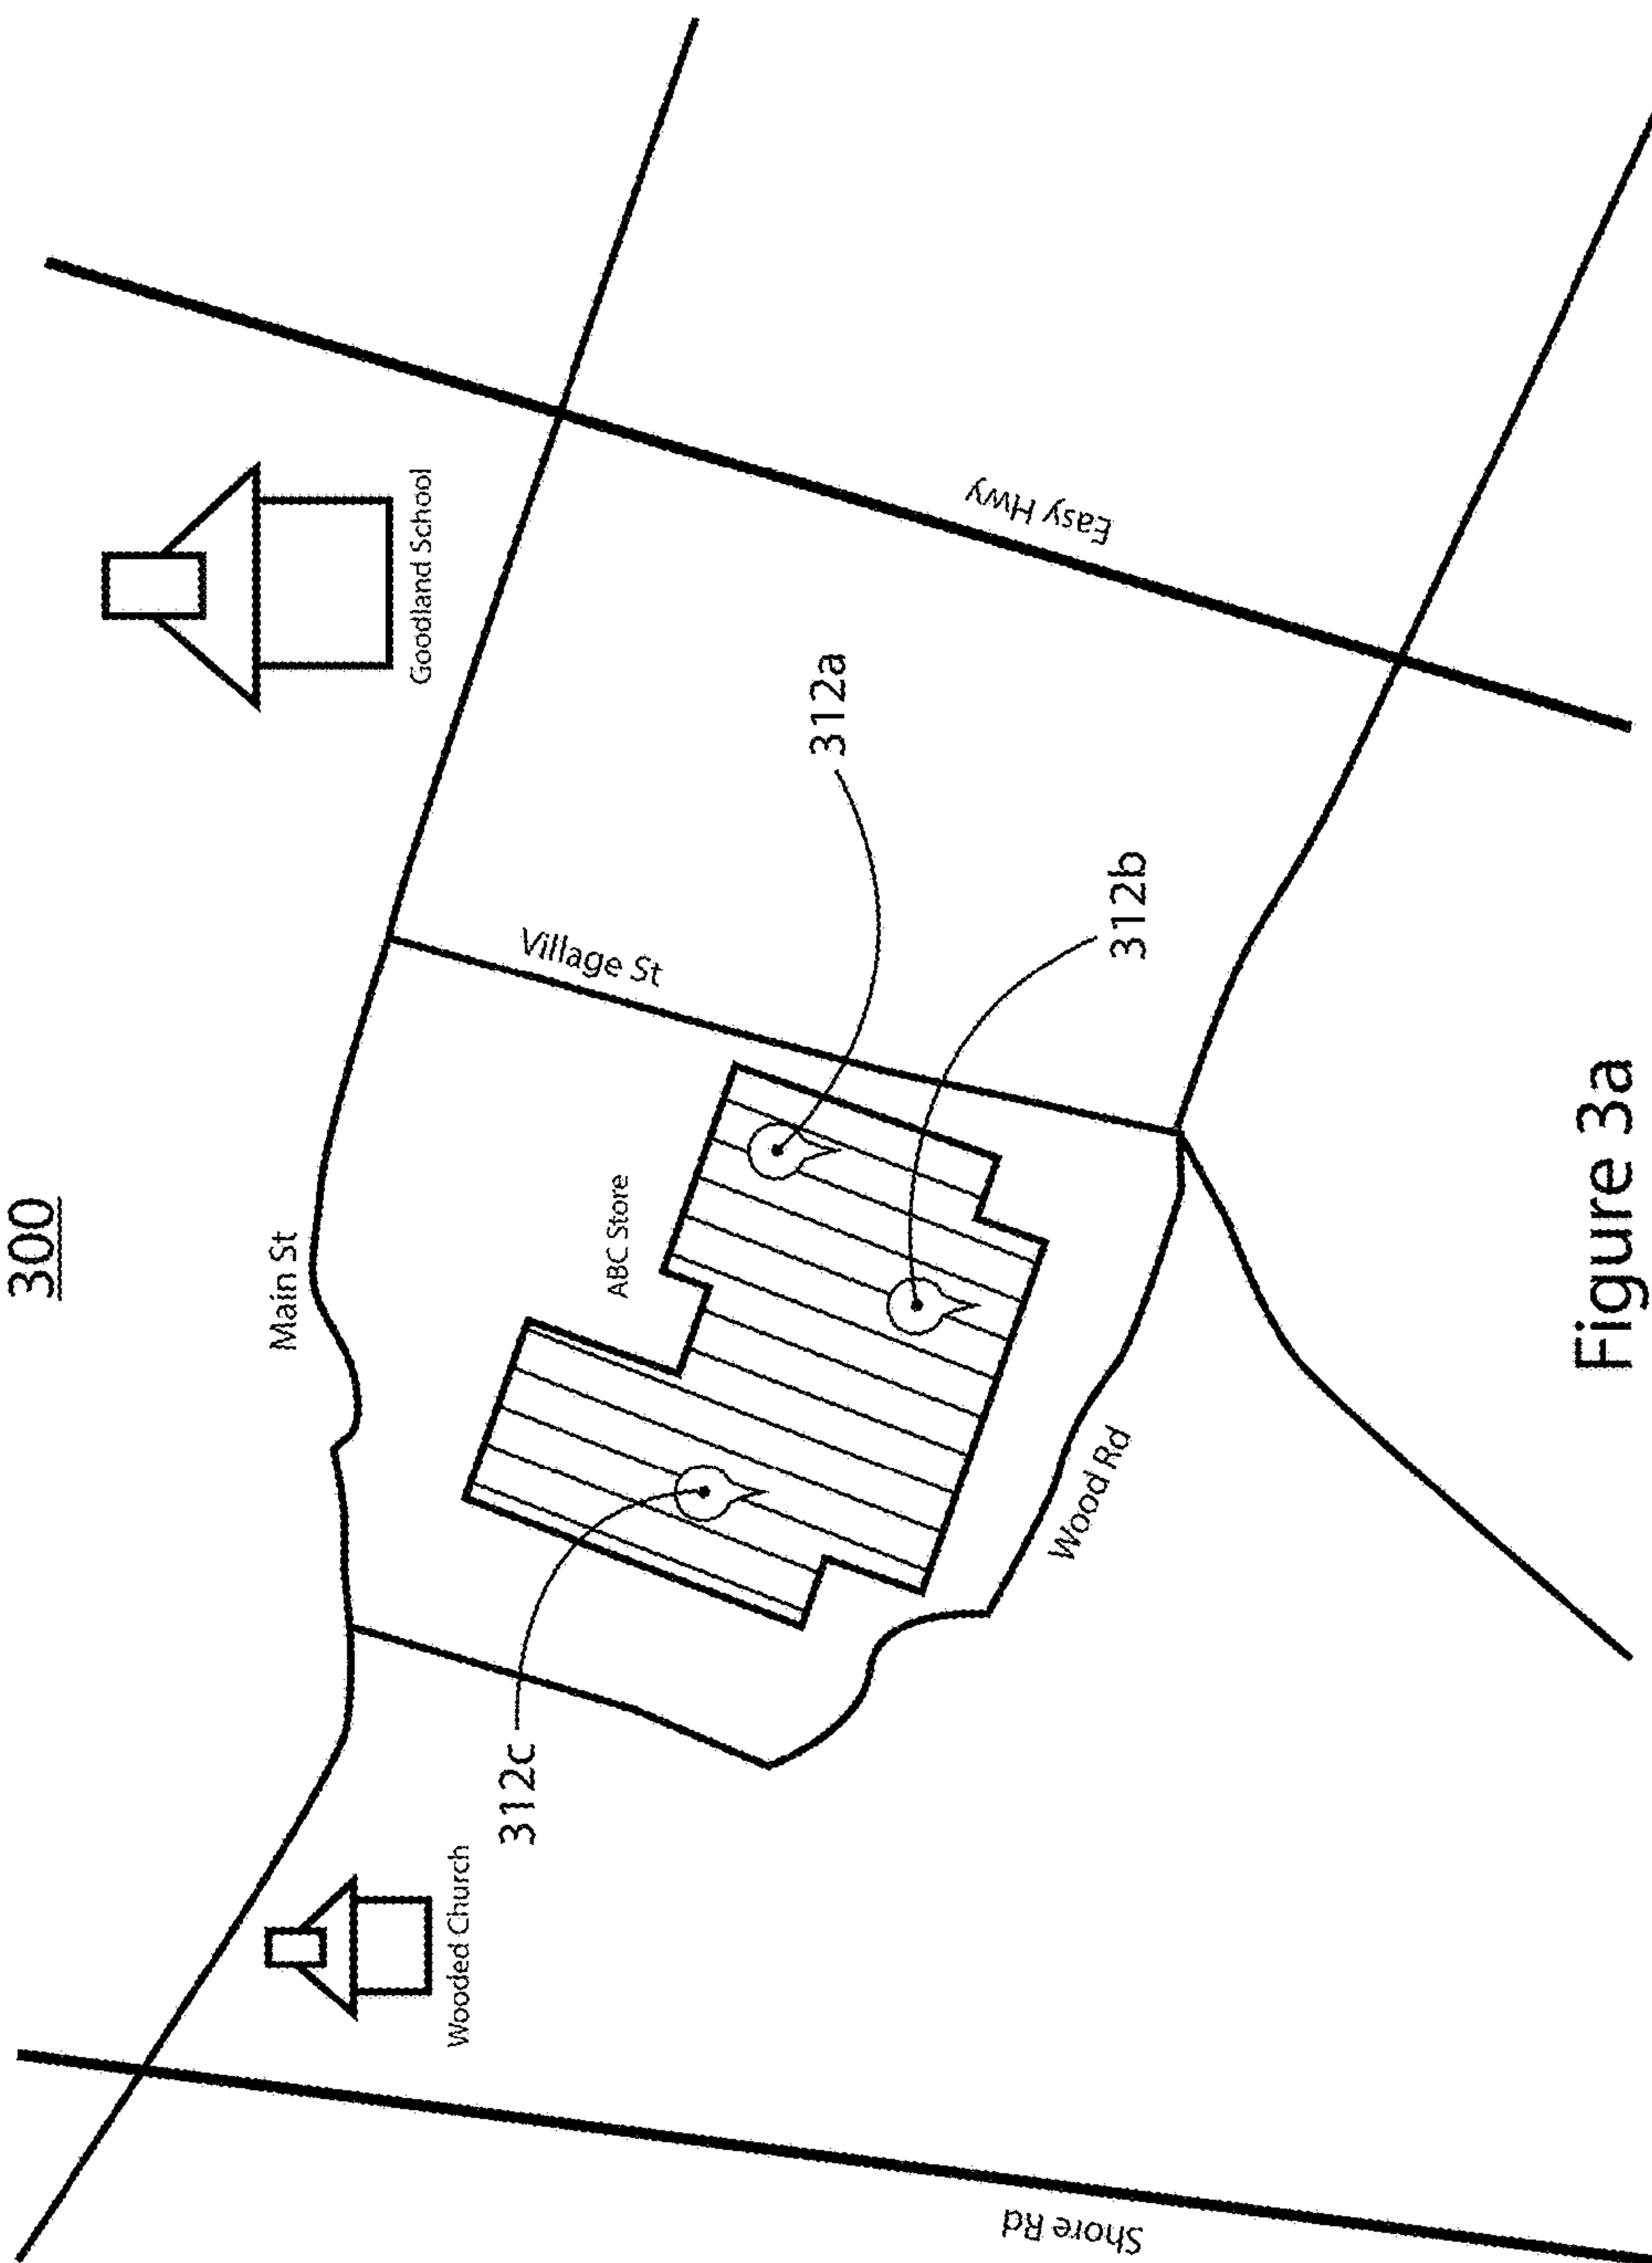 300
Main St
Goodland School
Wooded Church
312c
ABC Store
Village St
312a
312b
Easy Hwy
Wood Rd
Shore Rd
Figure 3a